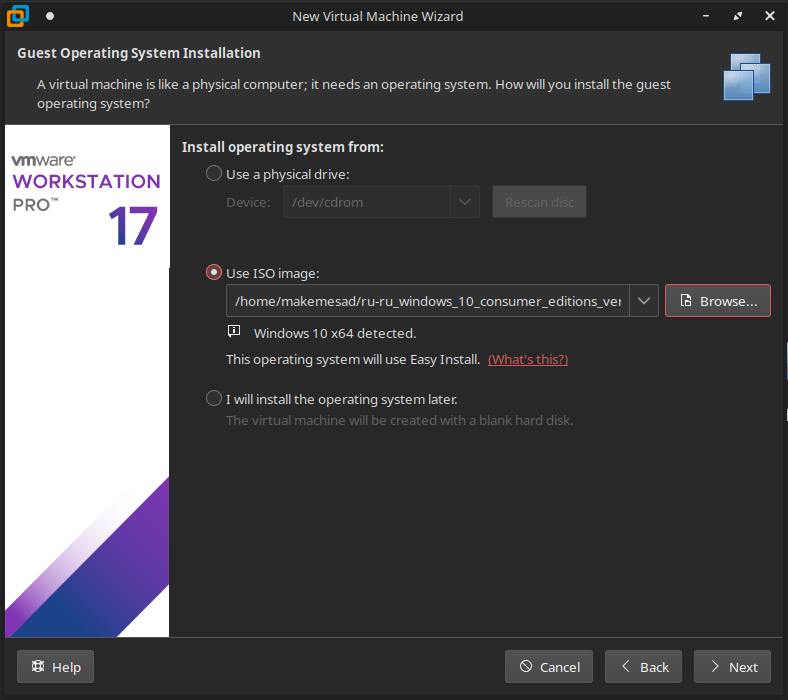 New Virtual Machine Wizard
Guest Operating System Installation
A virtual machine is like a physical computer; it needs an operating system. How will you install the guest
operating system?
vmware
WORKSTATION
PRO™
17
Install operating system from:
Use a physical drive:
Device:
/dev/cdrom
Rescan disc
Use ISO image:
/home/makemesad/ru-ru_windows_10_consumer_editions_ver
Browse...
Windows 10 x64 detected.
This operating system will use Easy Install. (What's this?)
I will install the operating system later.
The virtual machine will be created with a blank hard disk.
Help
Cancel
Back
Next